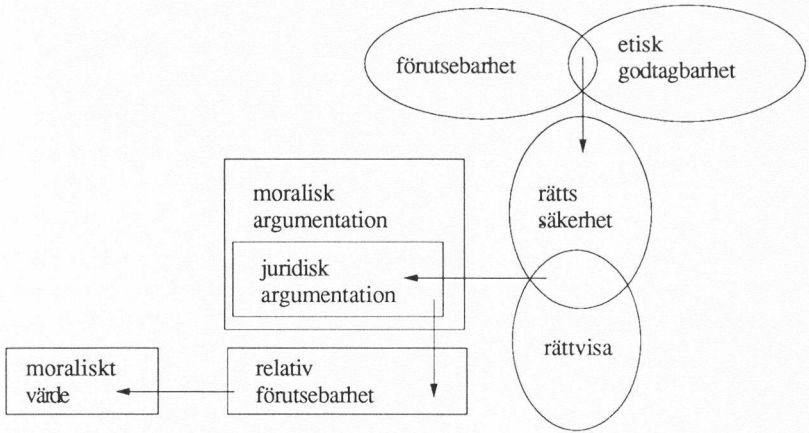 förutsebarhet
etisk
godtagbarhet
moralisk
argumentation
rätts
säkerhet
juridisk
argumentation
rättvisa
moraliskt
värde
relativ
förutsebarhet